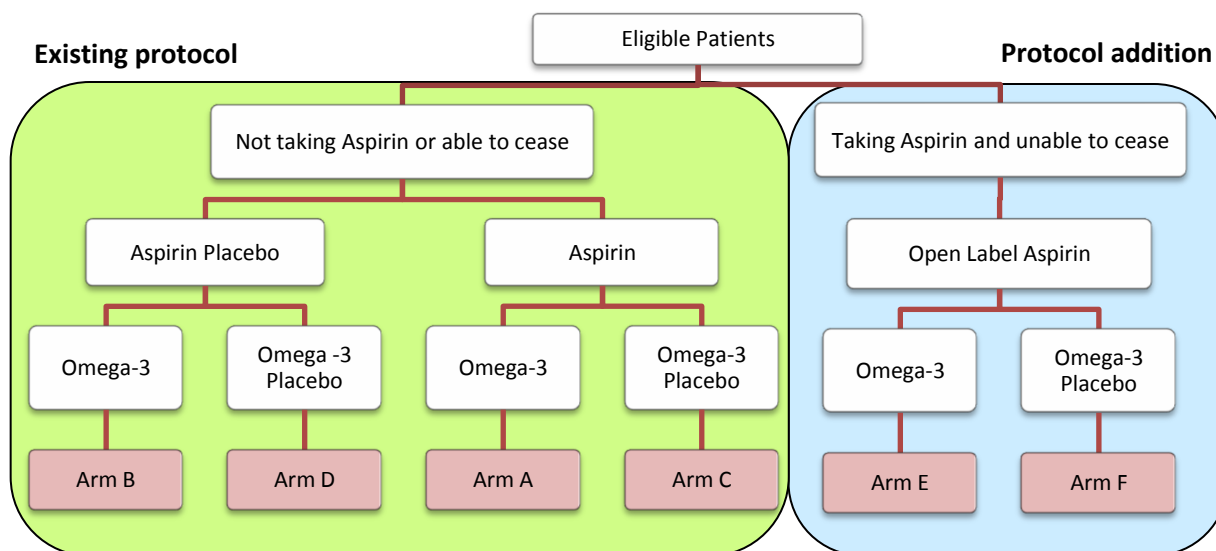 Eligible Patients
Existing protocol
Protocol addition
Not taking Aspirin or able to cease
Taking Aspirin and unable to cease
Aspirin Placebo
Aspirin
Open Label Aspirin
Omega-3
Omega -3
Placebo
Omega-3
Omega-3
Placebo
Omega-3
Omega-3
Placebo
Arm B
Arm D
Arm A
Arm C
Arm E
Arm F